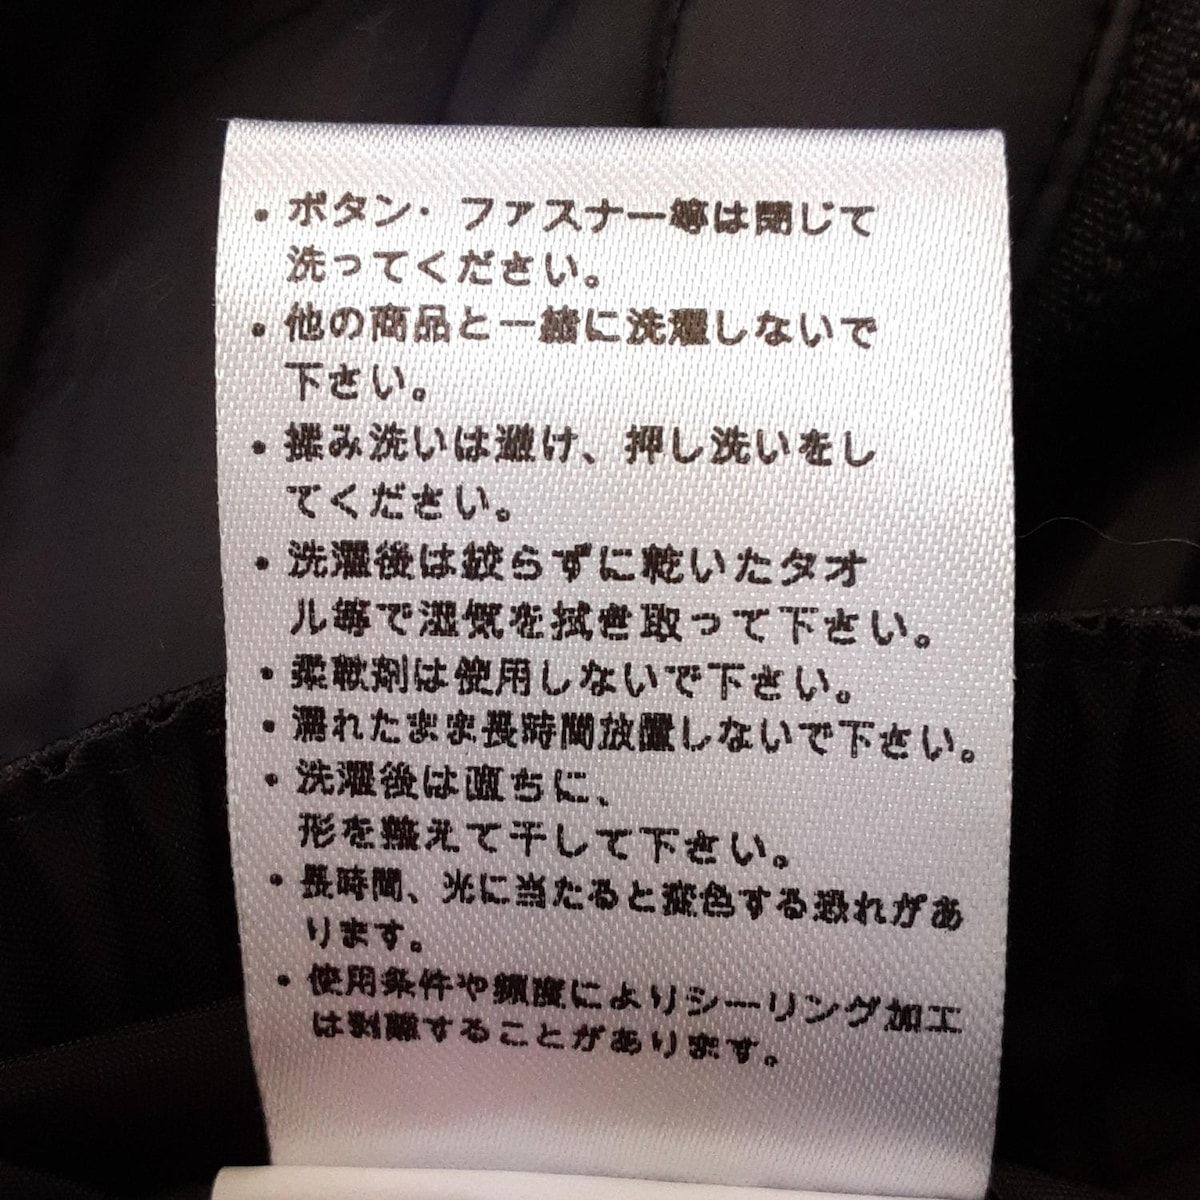 ・ボタン・ファスナー等は閉じて
洗ってください。
・他の商品と一緒に洗濯しないで
下さい。
・揉み洗いは避け、押し洗いをし
てください。
・洗濯後は絞らずに乾いたタオ
ル等で湿気を拭き取って下さい。
・柔軟剤は使用しないで下さい。
・濡れたまま長時間放置しないで下さい。
・洗濯後は直ちに、
形を整えて干して下さい。
・長時間、光に当たると変色する恐れがあ
ります。
・使用条件や頻度によりシーリング加工
は剥離することがあります。